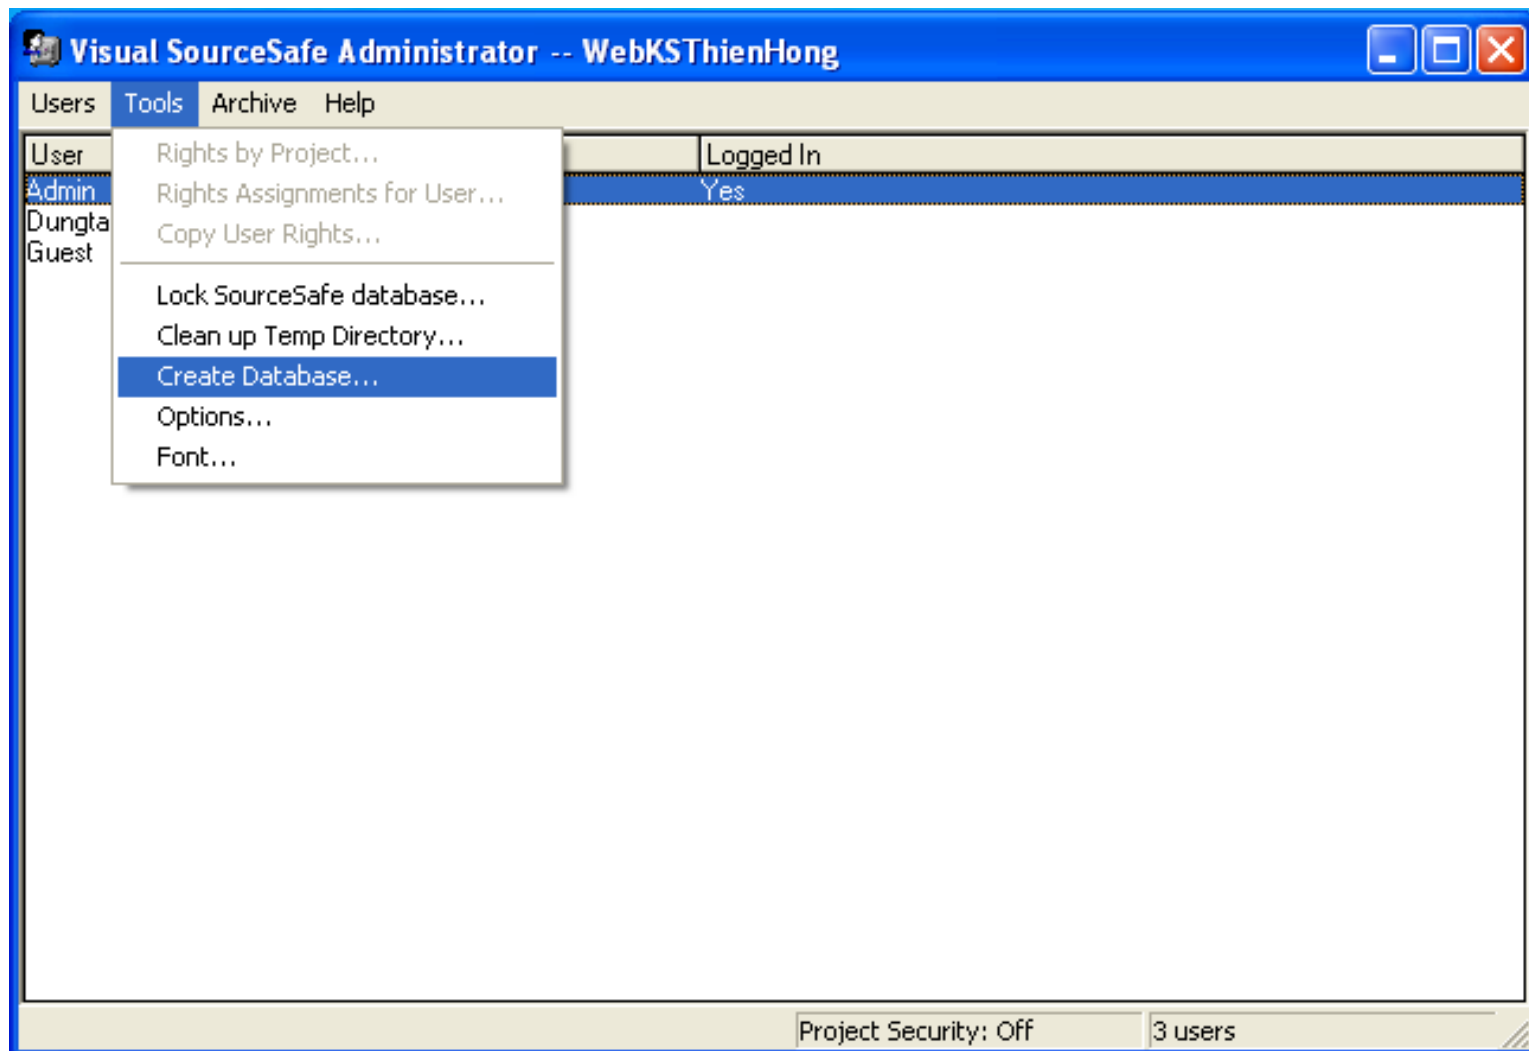 Visual SourceSafe Administrator -- WebKSThienHong
Users Tools Archive Help
User Logged In
Admin Yes
Dungta
Guest
Rights by Project...
Rights Assignments for User...
Copy User Rights...
Lock SourceSafe database...
Clean up Temp Directory...
Create Database...
Options...
Font...
Project Security: Off 3 users